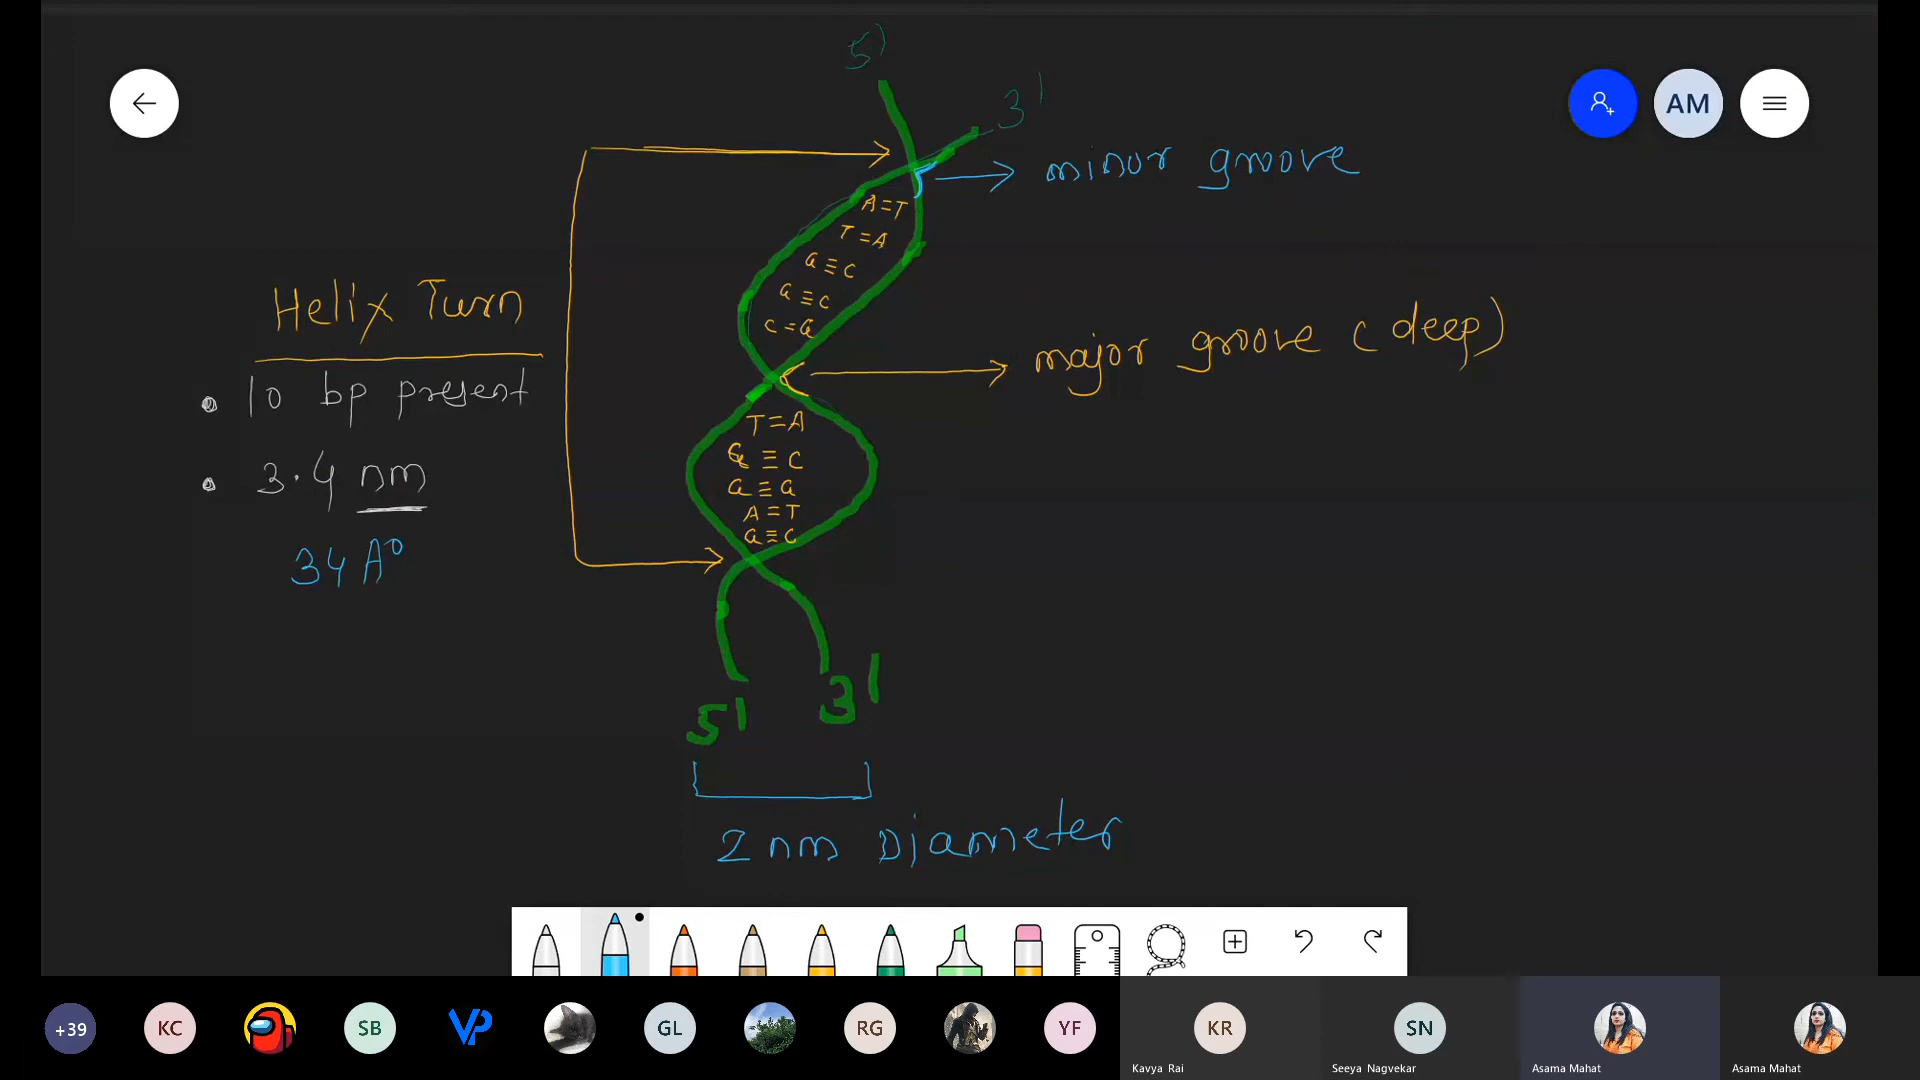 5'
3'
AM
minor groove
A=T
T=A
G≡C
G≡C
C=G
Helix Turn
major groove (deep)
• 10 bp present
T=A
G≡C
G≡G
A=T
G≡C
• 3.4 nm
34 A°
5' 3'
2 nm Diameter
+39 KC SB VP GL RG YF KR SN
Kavya Rai Seeya Nagvekar Asama Mahat Asama Mahat